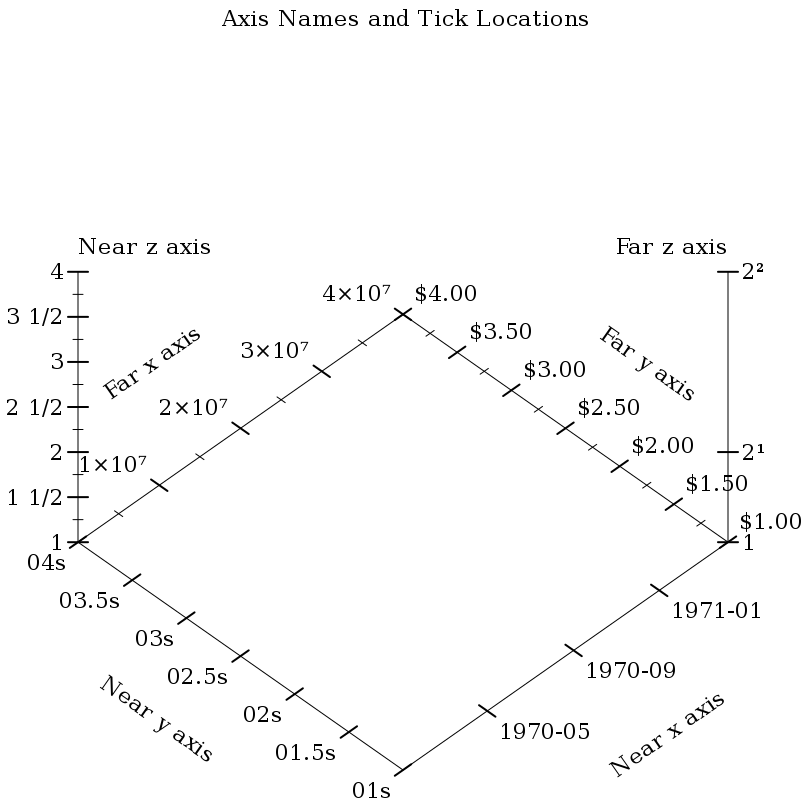 Axis Names and Tick Locations
Near z axis
Far z axis
4
2²
4×10⁷
$4.00
3 1/2
$3.50
Far x axis
Far y axis
3×10⁷
3
$3.00
2 1/2
2×10⁷
$2.50
2
$2.00
2¹
1×10⁷
$1.50
1 1/2
$1.00
1
1
04s
03.5s
1971-01
03s
02.5s
1970-09
Near y axis
Near x axis
02s
1970-05
01.5s
01s